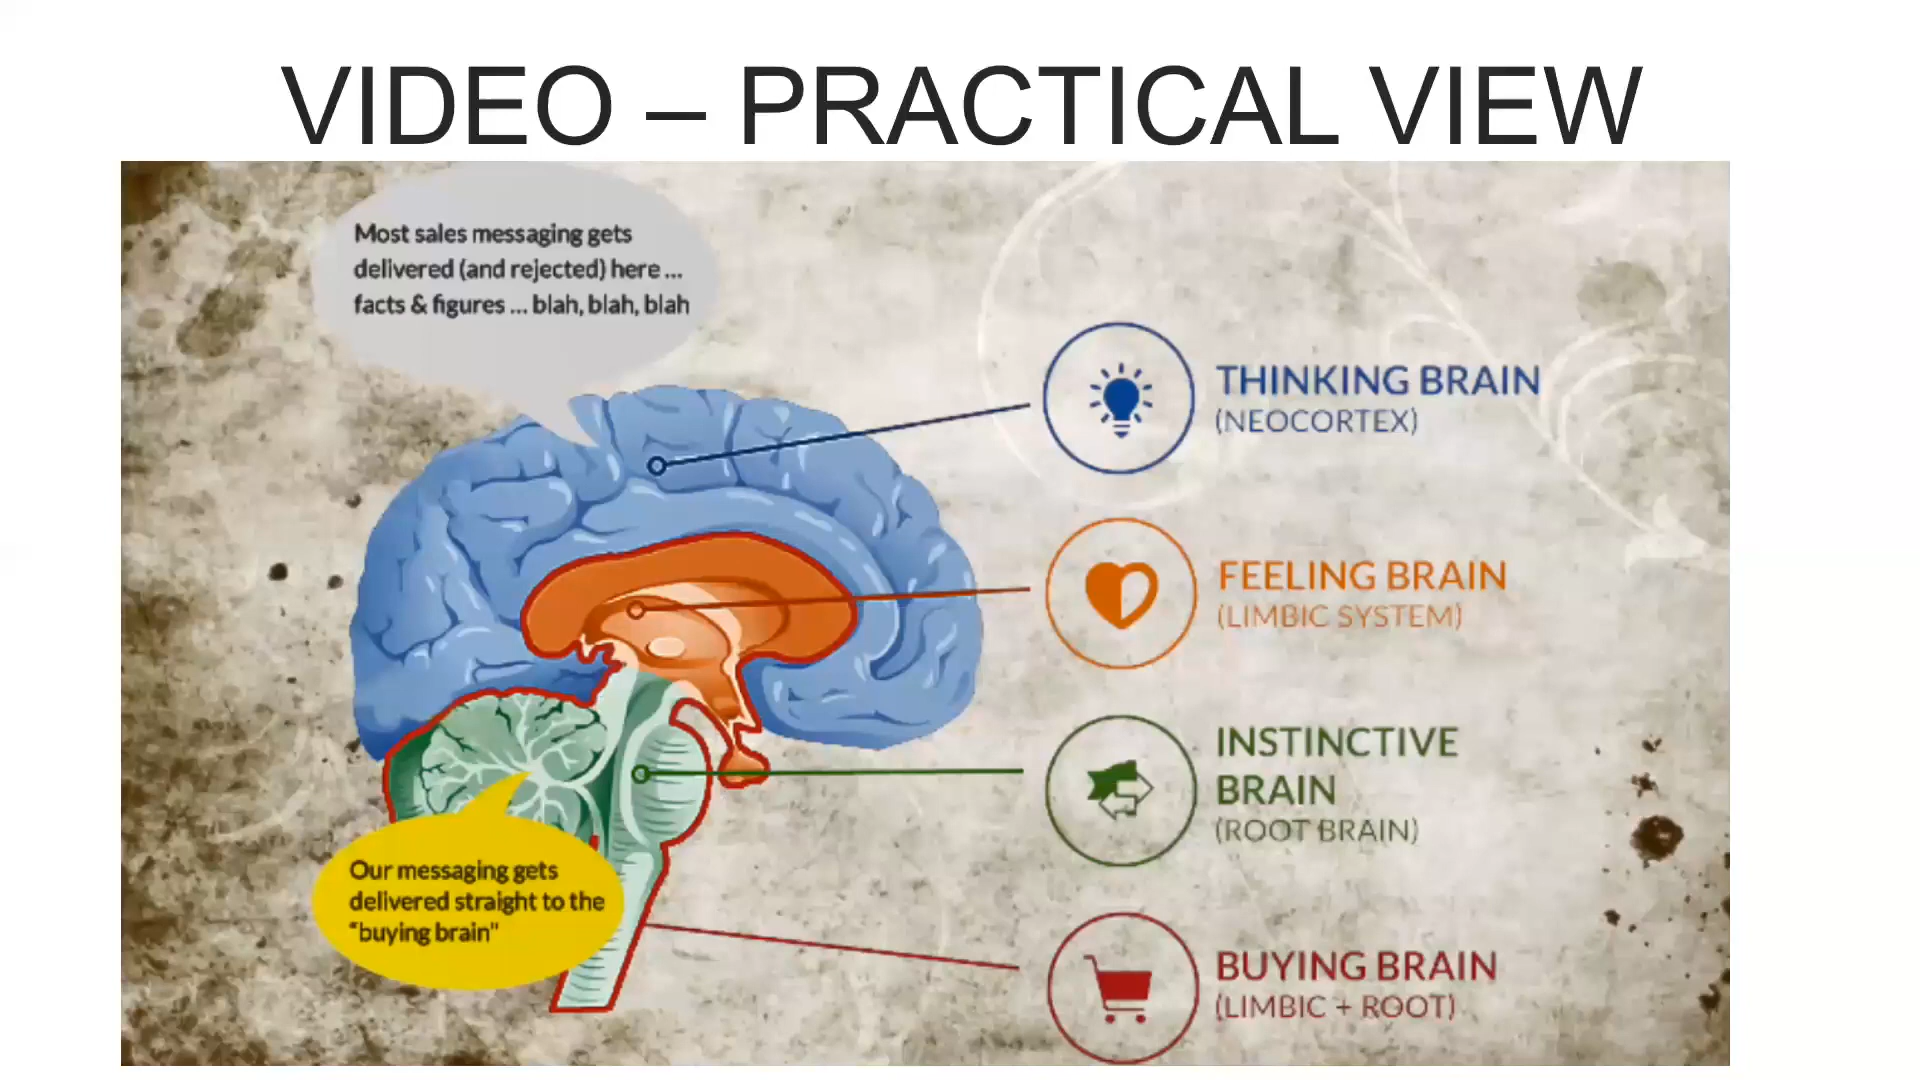 VIDEO – PRACTICAL VIEW
Most sales messaging gets
delivered (and rejected) here ...
facts & figures ... blah, blah, blah
THINKING BRAIN
(NEOCORTEX)
FEELING BRAIN
(LIMBIC SYSTEM)
INSTINCTIVE
BRAIN
(ROOT BRAIN)
Our messaging gets
delivered straight to the
"buying brain"
BUYING BRAIN
(LIMBIC + ROOT)